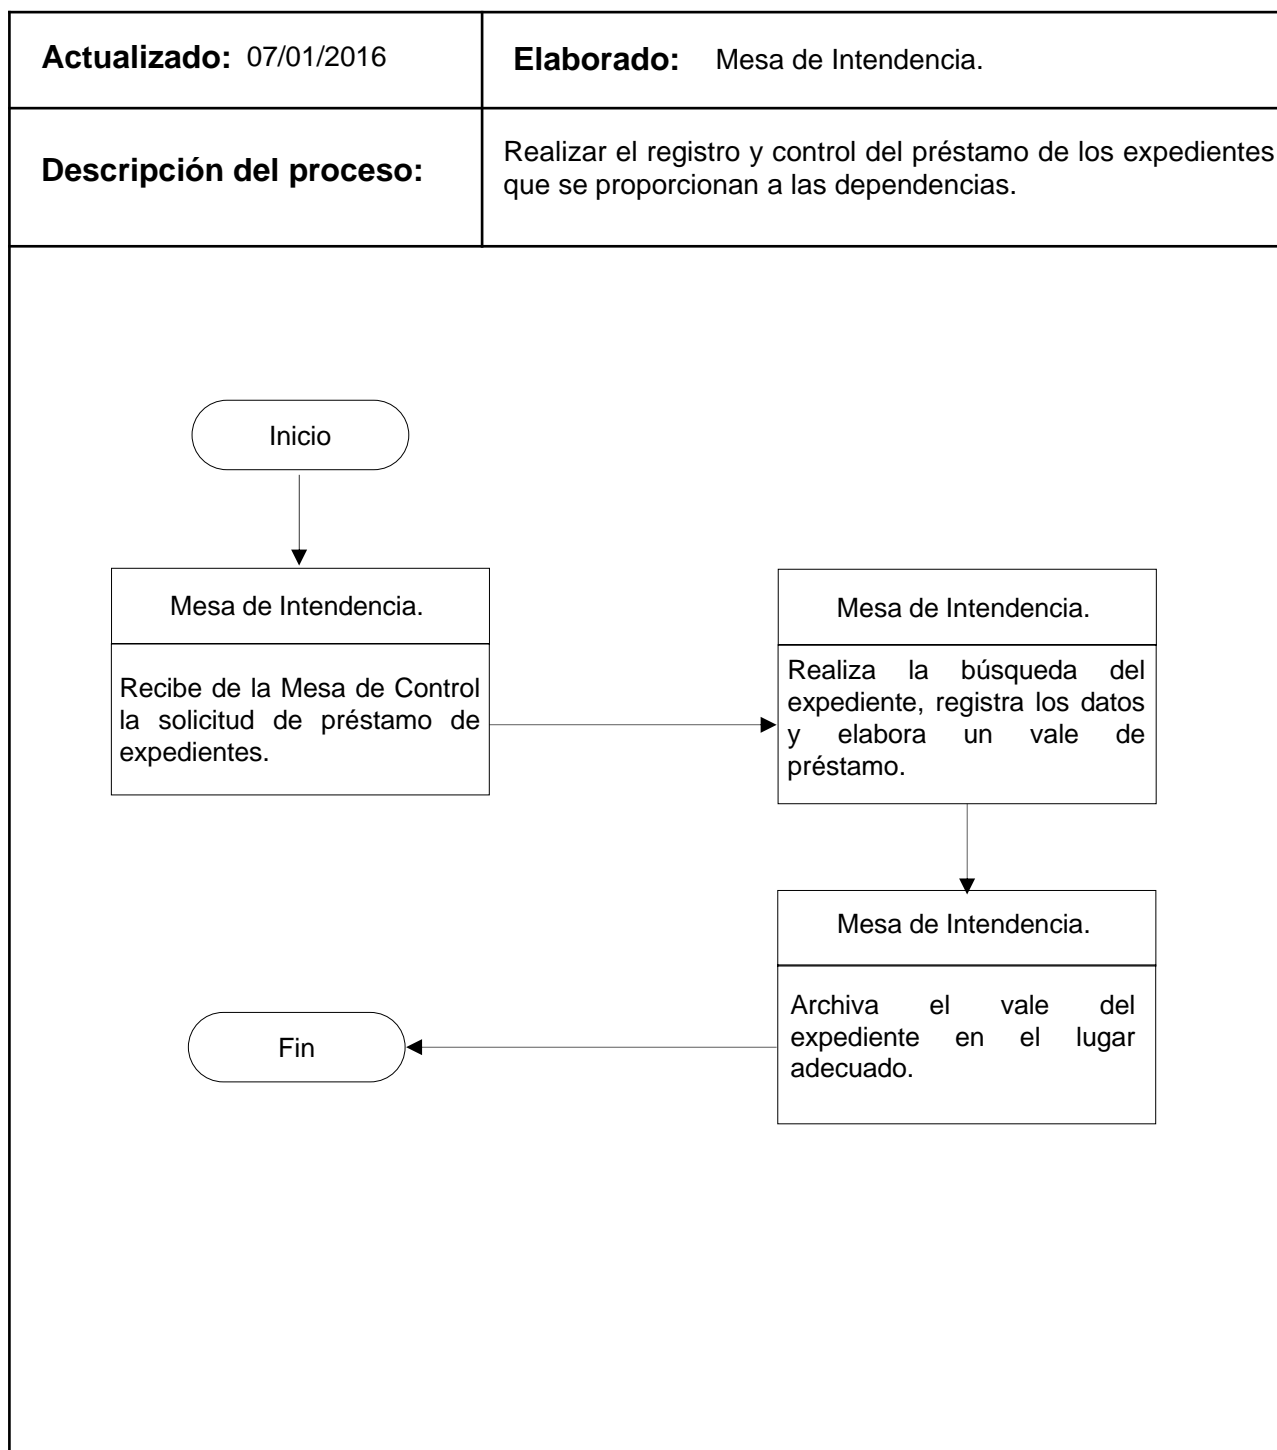 Actualizado: 07/01/2016
Elaborado: Mesa de Intendencia.
Descripción del proceso:
Realizar el registro y control del préstamo de los expedientes
que se proporcionan a las dependencias.
Inicio
Mesa de Intendencia.
Recibe de la Mesa de Control
la solicitud de préstamo de
expedientes.
Mesa de Intendencia.
Realiza la búsqueda del
expediente, registra los datos
y elabora un vale de
préstamo.
Mesa de Intendencia.
Archiva el vale del
expediente en el lugar
adecuado.
Fin